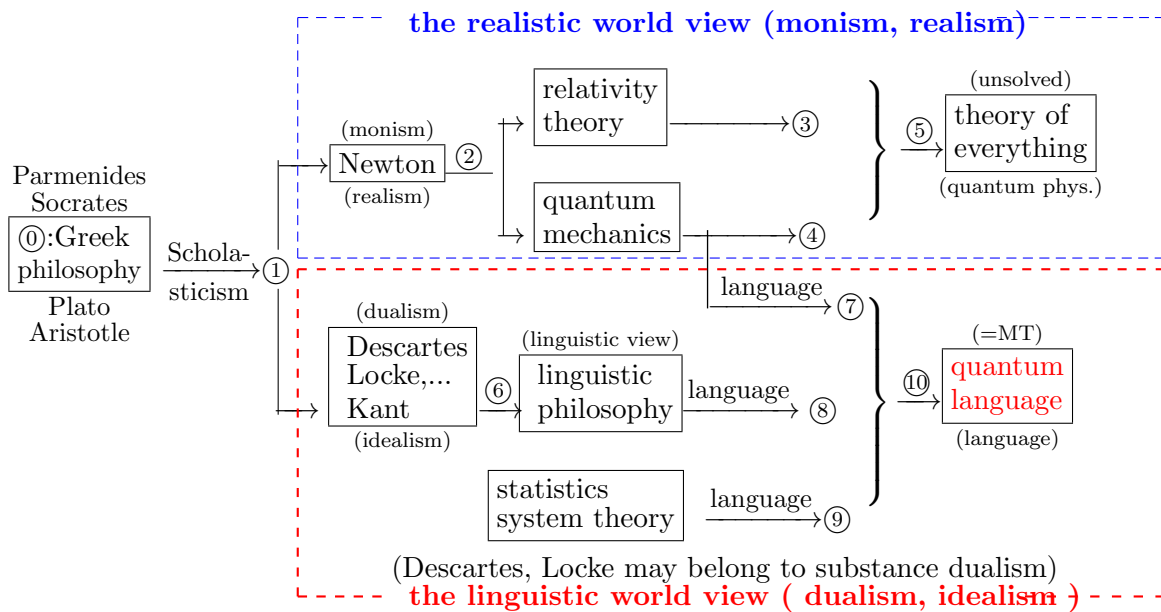 the realistic world view (monism, realism)
Parmenides
Socrates
⓪:Greek
philosophy
Plato
Aristotle
Schola-
sticism
①
(monism)
Newton
(realism)
②
relativity
theory
③
quantum
mechanics
④
⑤
(unsolved)
theory of
everything
(quantum phys.)
language
⑦
(dualism)
Descartes
Locke,...
Kant
(idealism)
⑥
(linguistic view)
linguistic
philosophy
language
⑧
statistics
system theory
language
⑨
⑩
(=MT)
quantum
language
(language)
(Descartes, Locke may belong to substance dualism)
the linguistic world view ( dualism, idealism )